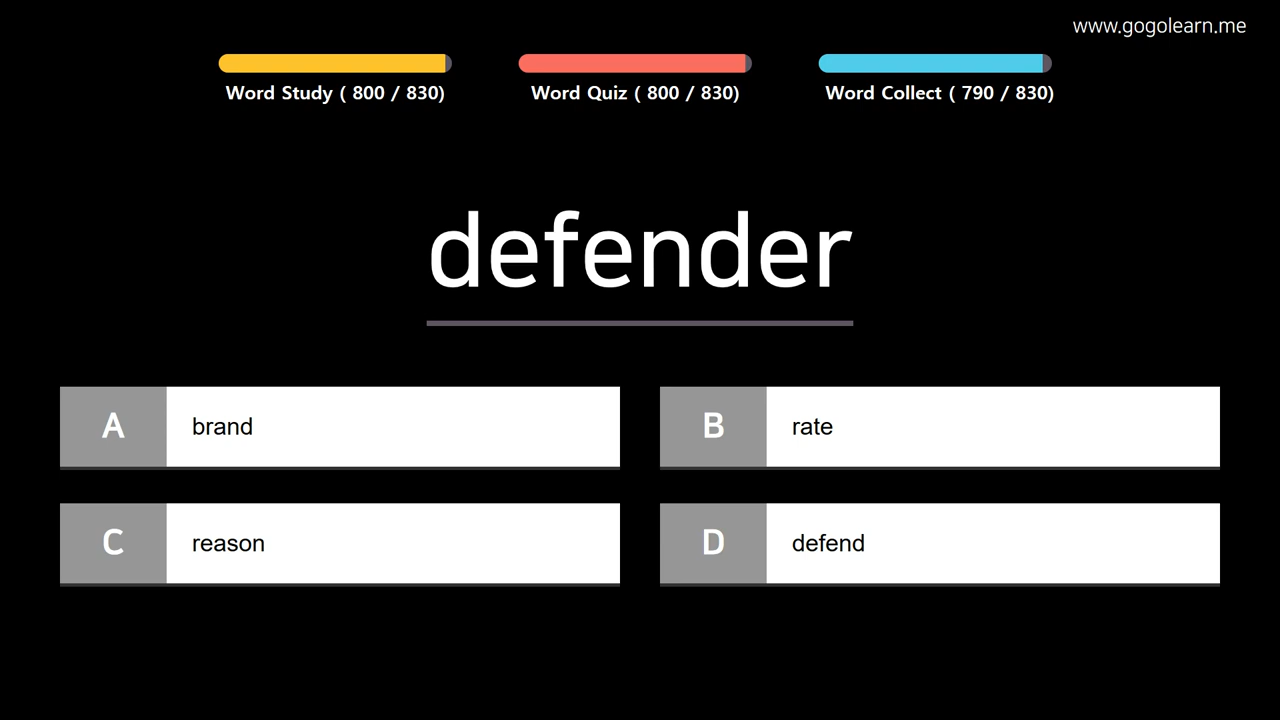 www.gogolearn.me
Word Study ( 800 / 830)
Word Quiz ( 800 / 830)
Word Collect ( 790 / 830)
defender
A brand
B rate
C reason
D defend